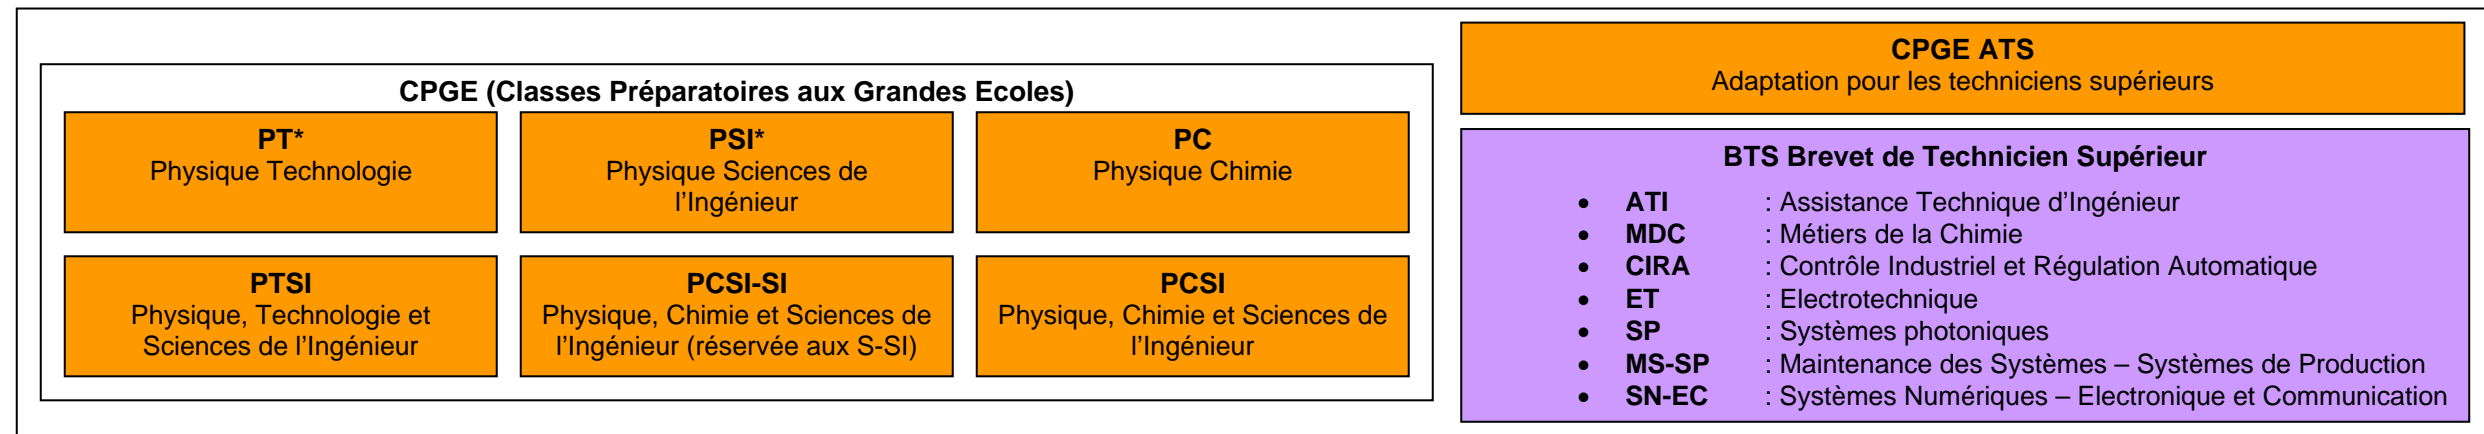 CPGE (Classes Préparatoires aux Grandes Ecoles)
PT*
Physique Technologie
PSI*
Physique Sciences de
l’Ingénieur
PC
Physique Chimie
PTSI
Physique, Technologie et
Sciences de l’Ingénieur
PCSI-SI
Physique, Chimie et Sciences de
l’Ingénieur (réservée aux S-SI)
PCSI
Physique, Chimie et Sciences de
l’Ingénieur
CPGE ATS
Adaptation pour les techniciens supérieurs
BTS Brevet de Technicien Supérieur
• ATI : Assistance Technique d’Ingénieur
• MDC : Métiers de la Chimie
• CIRA : Contrôle Industriel et Régulation Automatique
• ET : Electrotechnique
• SP : Systèmes photoniques
• MS-SP : Maintenance des Systèmes – Systèmes de Production
• SN-EC : Systèmes Numériques – Electronique et Communication